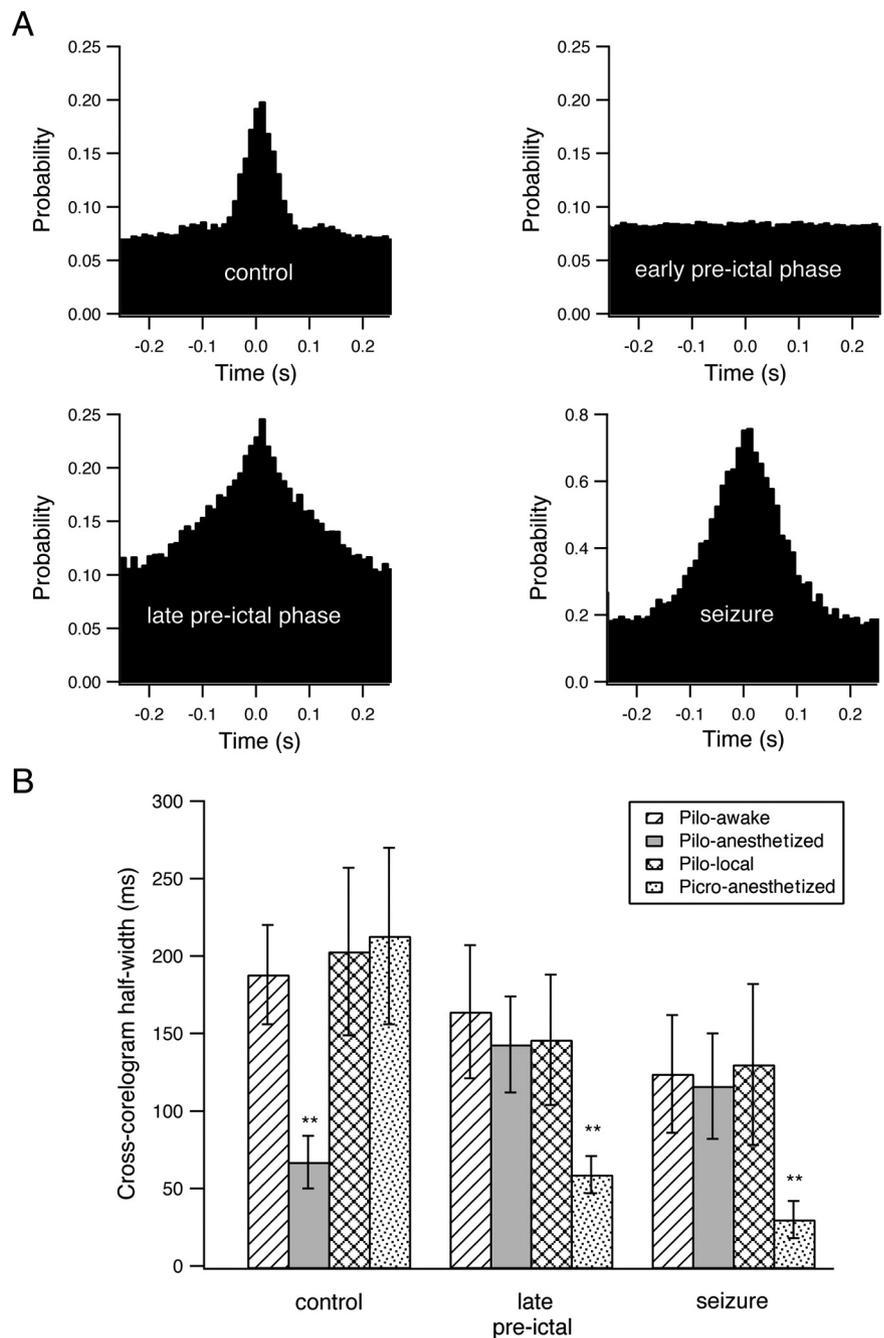 A
0.25
0.20
0.15
0.10
0.05
0.00
Probability
control
-0.2 -0.1 0.0 0.1 0.2
Time (s)
0.25
0.20
0.15
0.10
0.05
0.00
Probability
early pre-ictal phase
-0.2 -0.1 0.0 0.1 0.2
Time (s)
0.25
0.20
0.15
0.10
0.05
0.00
Probability
late pre-ictal phase
-0.2 -0.1 0.0 0.1 0.2
Time (s)
0.8
0.6
0.4
0.2
0.0
Probability
seizure
-0.2 -0.1 0.0 0.1 0.2
Time (s)
B
300
250
200
150
100
50
0
Cross-corelogram half-width (ms)
Pilo-awake
Pilo-anesthetized
Pilo-local
Picro-anesthetized
**
**
**
control
late
pre-ictal
seizure